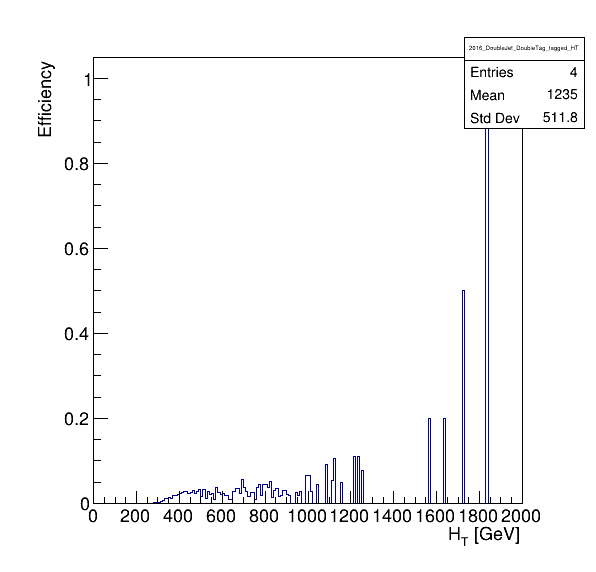 2016_DoubleJet_DoubleTag_tagged_HT
Entries 4
Mean 1235
Std Dev 511.8
Efficiency
1
0.8
0.6
0.4
0.2
0
0 200 400 600 800 1000 1200 1400 1600 1800 2000
H_T [GeV]